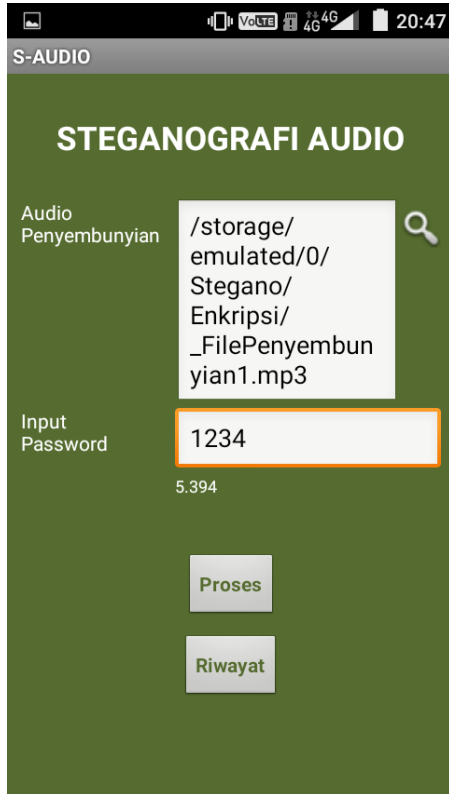 VoLTE 4G 4G 20:47
S-AUDIO
STEGANOGRAFI AUDIO
Audio
Penyembunyian
/storage/
emulated/0/
Stegano/
Enkripsi/
_FilePenyembun
yian1.mp3
Input
Password
1234
5.394
Proses
Riwayat